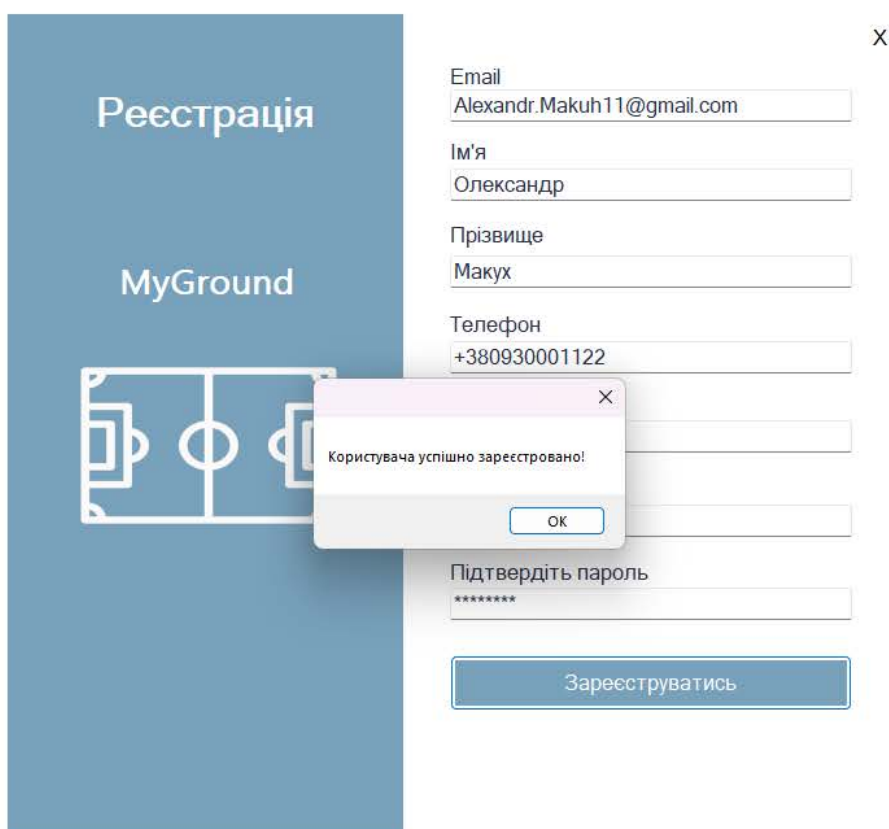 Реєстрація
MyGround
X
Email
Alexandr.Makuh11@gmail.com
Ім'я
Олександр
Прізвище
Макух
Телефон
+380930001122
Користувача успішно зареєстровано!
ОК
Підтвердіть пароль
********
Зареєструватись